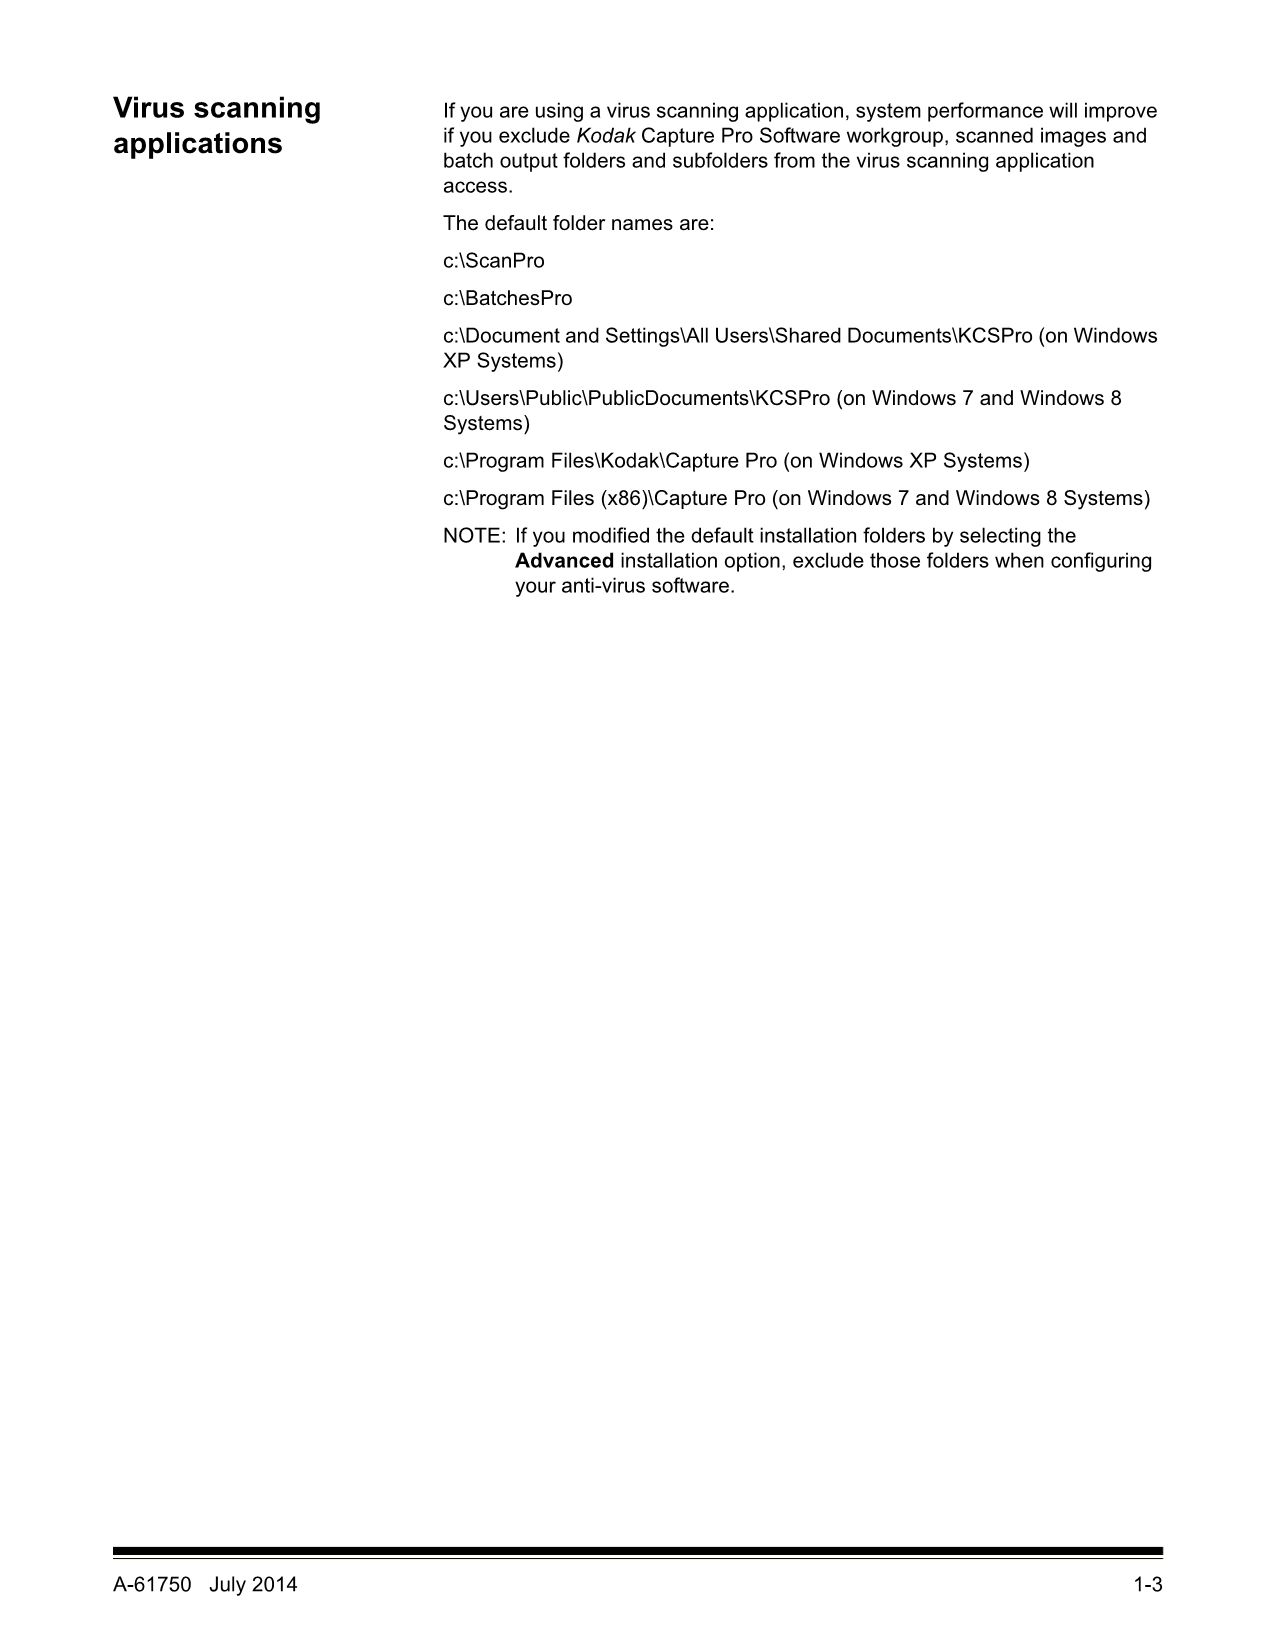 Virus scanning
applications
If you are using a virus scanning application, system performance will improve
if you exclude Kodak Capture Pro Software workgroup, scanned images and
batch output folders and subfolders from the virus scanning application
access.
The default folder names are:
c:\ScanPro
c:\BatchesPro
c:\Document and Settings\All Users\Shared Documents\KCSPro (on Windows
XP Systems)
c:\Users\Public\PublicDocuments\KCSPro (on Windows 7 and Windows 8
Systems)
c:\Program Files\Kodak\Capture Pro (on Windows XP Systems)
c:\Program Files (x86)\Capture Pro (on Windows 7 and Windows 8 Systems)
NOTE: If you modified the default installation folders by selecting the
Advanced installation option, exclude those folders when configuring
your anti-virus software.
A-61750 July 2014 1-3